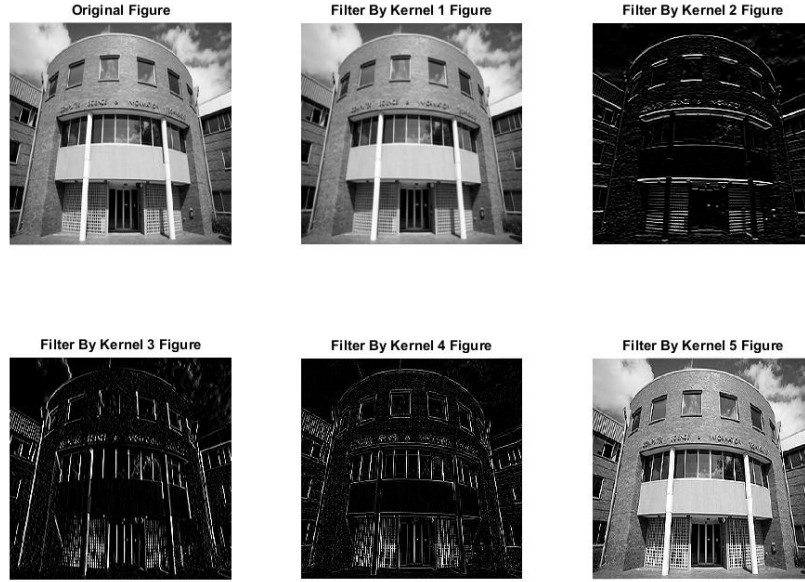 Original Figure
Filter By Kernel 1 Figure
Filter By Kernel 2 Figure
Filter By Kernel 3 Figure
Filter By Kernel 4 Figure
Filter By Kernel 5 Figure